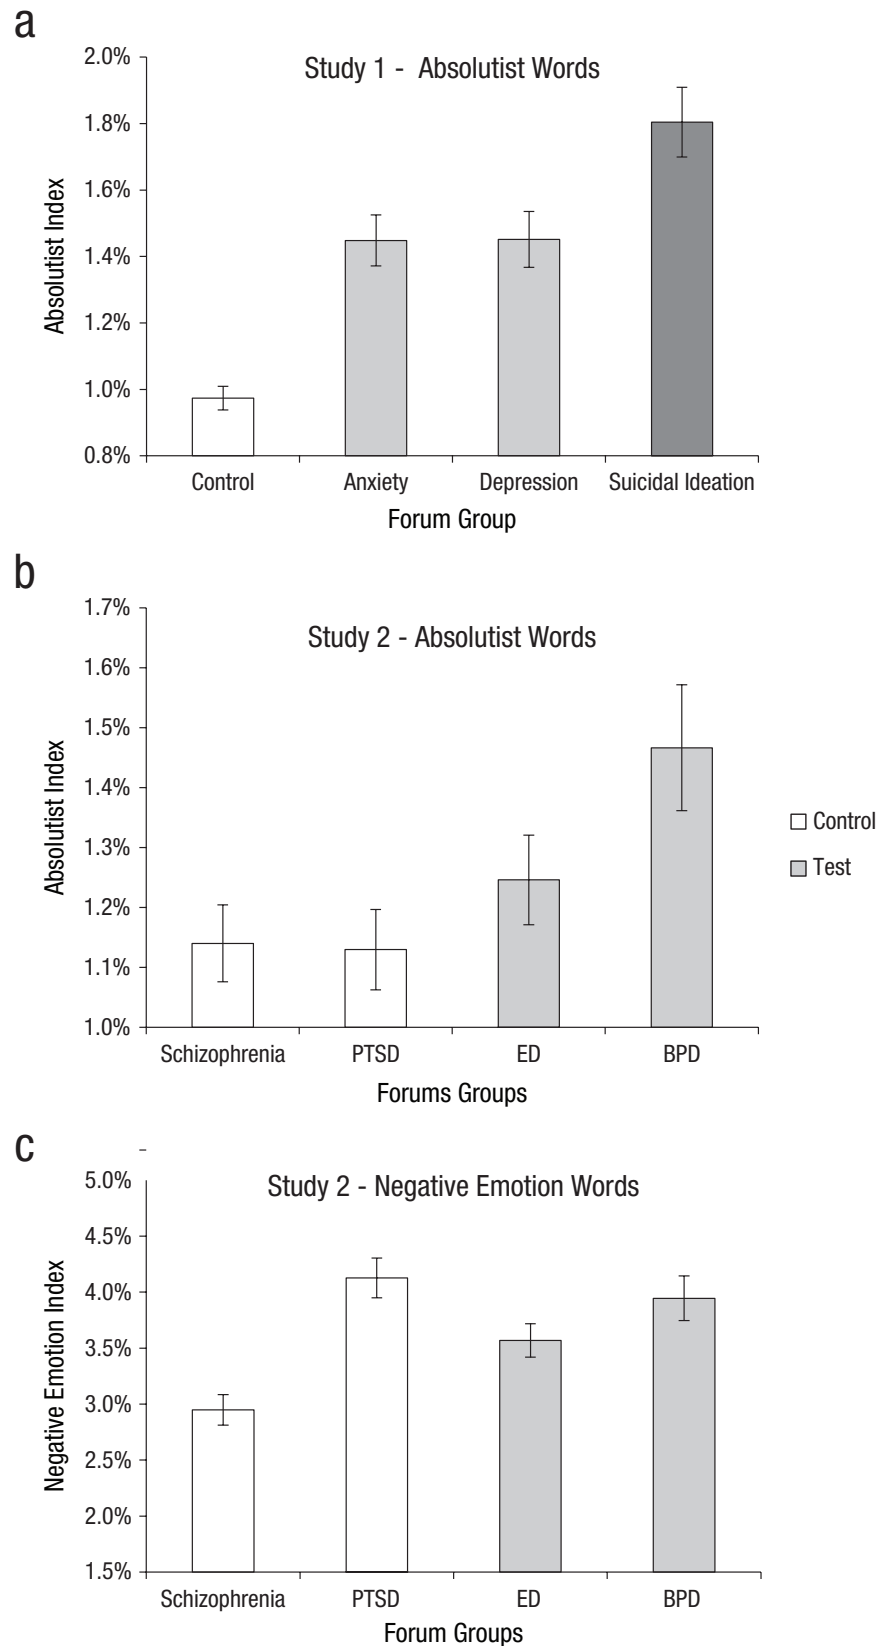 a
Study 1 -  Absolutist Words
2.0%
1.8%
1.6%
1.4%
1.2%
1.0%
0.8%
Absolutist Index
Control Anxiety Depression Suicidal Ideation
Forum Group
b
Study 2 - Absolutist Words
1.7%
1.6%
1.5%
1.4%
1.3%
1.2%
1.1%
1.0%
Absolutist Index
Control
Test
Schizophrenia PTSD ED BPD
Forums Groups
c
Study 2 - Negative Emotion Words
5.0%
4.5%
4.0%
3.5%
3.0%
2.5%
2.0%
1.5%
Negative Emotion Index
Schizophrenia PTSD ED BPD
Forum Groups